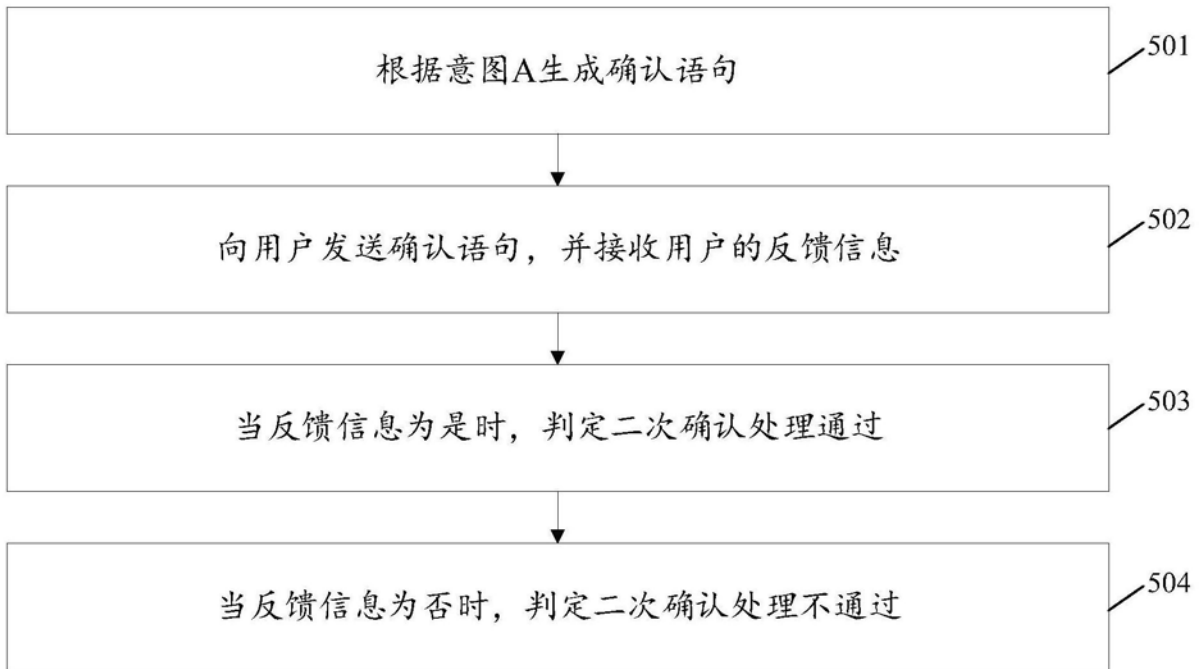 根据意图A生成确认语句
501
向用户发送确认语句，并接收用户的反馈信息
502
当反馈信息为是时，判定二次确认处理通过
503
当反馈信息为否时，判定二次确认处理不通过
504